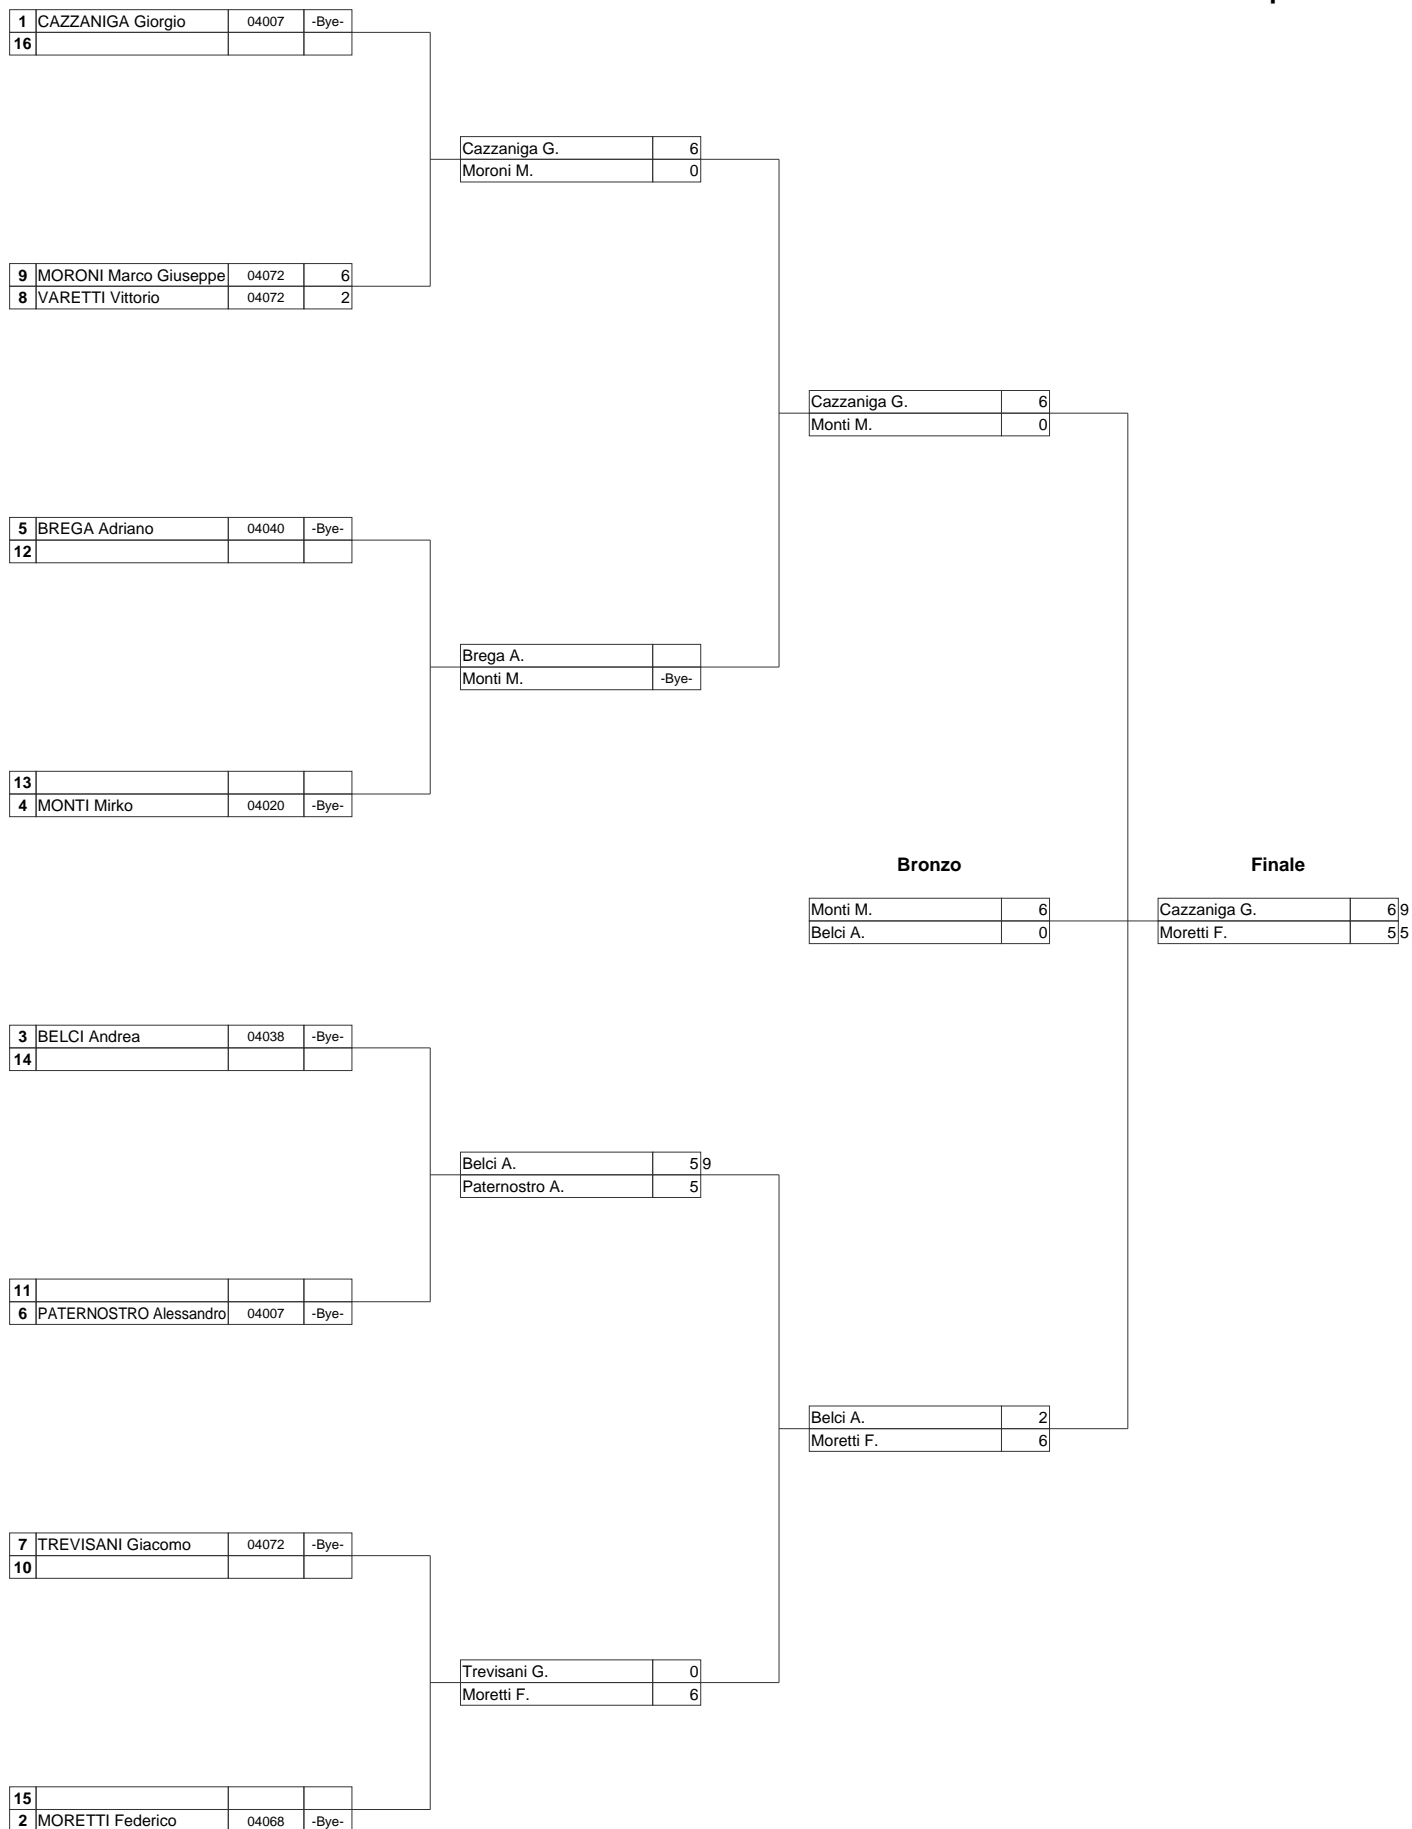 1 CAZZANIGA Giorgio 04007 -Bye-
16
Cazzaniga G. 6
Moroni M. 0
9 MORONI Marco Giuseppe 04072 6
8 VARETTI Vittorio 04072 2
Cazzaniga G. 6
Monti M. 0
5 BREGA Adriano 04040 -Bye-
12
Brega A.
Monti M. -Bye-
13
4 MONTI Mirko 04020 -Bye-
Bronzo Finale
Monti M. 6 Cazzaniga G. 6 9
Belci A. 0 Moretti F. 5 5
3 BELCI Andrea 04038 -Bye-
14
Belci A. 5 9
Paternostro A. 5
11
6 PATERNOSTRO Alessandro 04007 -Bye-
Belci A. 2
Moretti F. 6
7 TREVISANI Giacomo 04072 -Bye-
10
Trevisani G. 0
Moretti F. 6
15
2 MORETTI Federico 04068 -Bye-